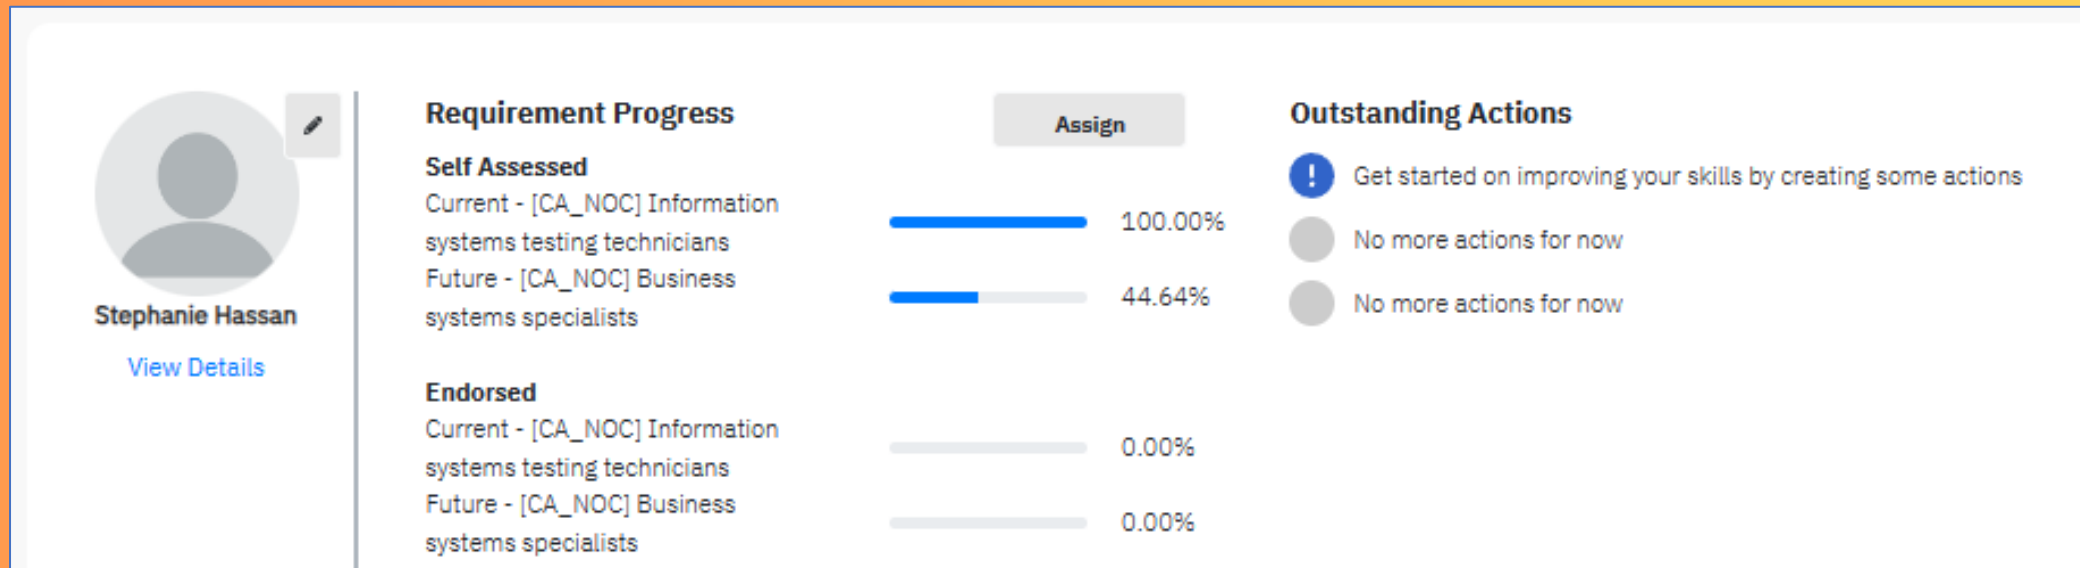 Stephanie Hassan
View Details
Requirement Progress
Assign
Self Assessed
Current - [CA_NOC] Information
systems testing technicians
100.00%
Future - [CA_NOC] Business
systems specialists
44.64%
Endorsed
Current - [CA_NOC] Information
systems testing technicians
0.00%
Future - [CA_NOC] Business
systems specialists
0.00%
Outstanding Actions
! Get started on improving your skills by creating some actions
No more actions for now
No more actions for now